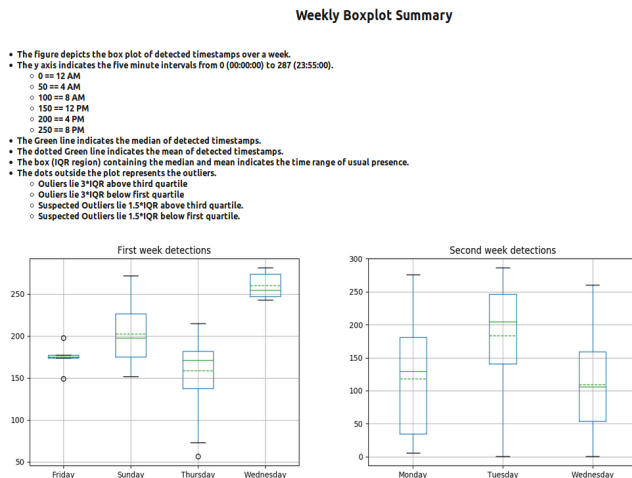 Weekly Boxplot Summary
The figure depicts the box plot of detected timestamps over a week.
The y axis indicates the five minute intervals from 0 (00:00:00) to 287 (23:55:00).
0 == 12 AM
50 == 4 AM
100 == 8 AM
150 == 12 PM
200 == 4 PM
250 == 8 PM
The Green line indicates the median of detected timestamps.
The dotted Green line indicates the mean of detected timestamps.
The box (IQR region) containing the median and mean indicates the time range of usual presence.
The dots outside the plot represents the outliers.
Ouliers lie 3*IQR above third quartile
Ouliers lie 3*IQR below first quartile
Suspected Outliers lie 1.5*IQR above third quartile.
Suspected Outliers lie 1.5*IQR below first quartile.
First week detections
250
200
150
100
50
Friday Sunday Thursday Wednesday
Second week detections
300
250
200
150
100
50
0
Monday Tuesday Wednesday